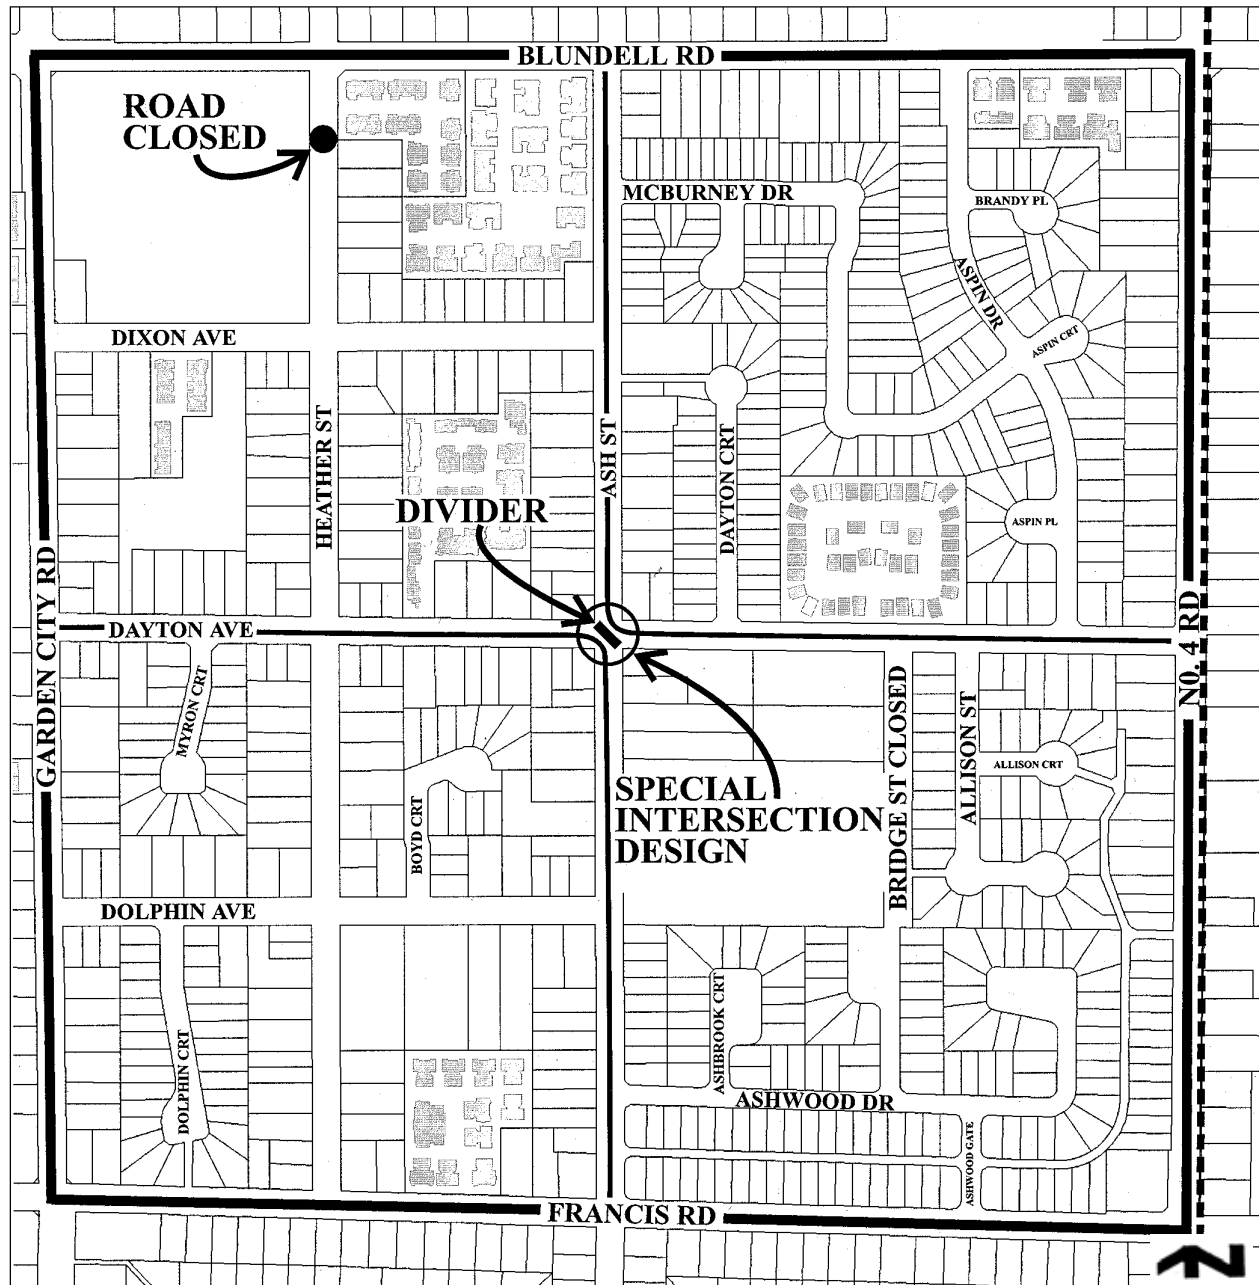 BLUNDELL RD
ROAD
CLOSED
MCBURNEY DR
BRANDY PL
ASPIN DR
DIXON AVE
ASPIN CRT
HEATHER ST
ASH ST
DAYTON CRT
DIVIDER
ASPIN PL
GARDEN CITY RD
DAYTON AVE
N0. 4 RD
MYRON CRT
BRIDGE ST CLOSED
ALLISON ST
ALLISON CRT
SPECIAL
INTERSECTION
DESIGN
BOYD CRT
DOLPHIN AVE
DOLPHIN CRT
ASHBROOK CRT
ASHWOOD DR
ASHWOOD GATE
FRANCIS RD
N